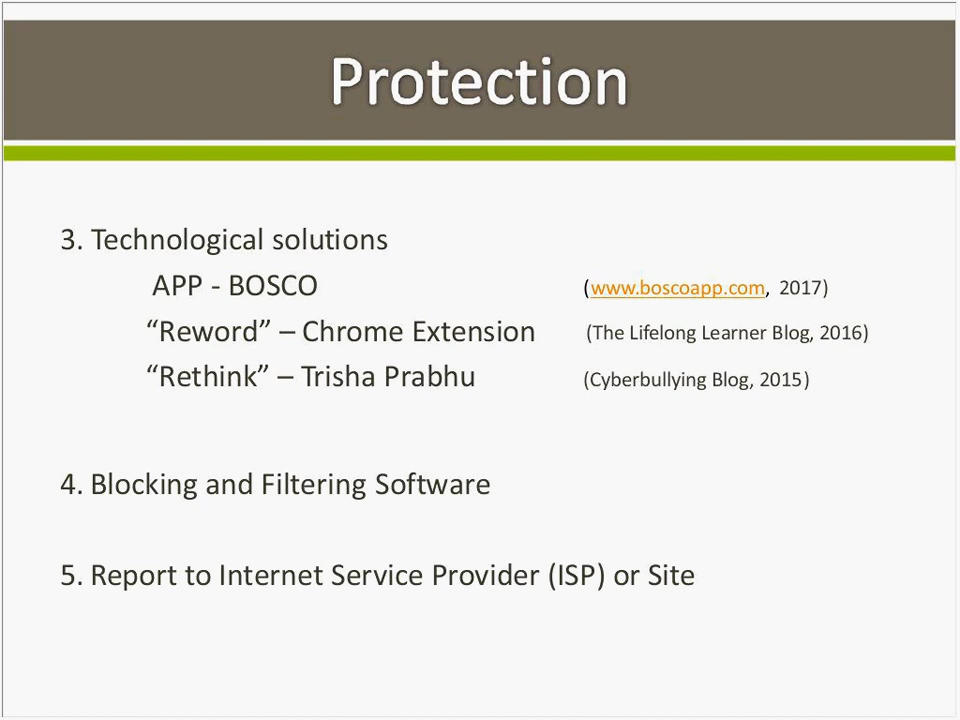 Protection
3. Technological solutions
APP - BOSCO (www.boscoapp.com, 2017)
“Reword” – Chrome Extension (The Lifelong Learner Blog, 2016)
“Rethink” – Trisha Prabhu (Cyberbullying Blog, 2015)
4. Blocking and Filtering Software
5. Report to Internet Service Provider (ISP) or Site